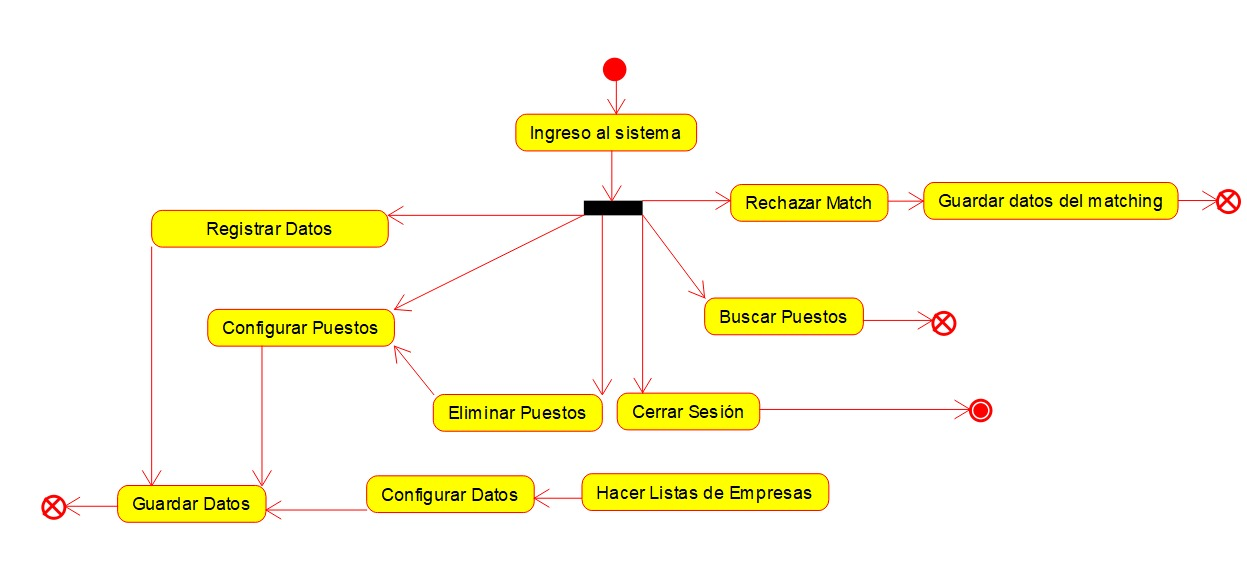 Ingreso al sistema
Rechazar Match
Guardar datos del matching
Registrar Datos
Buscar Puestos
Configurar Puestos
Eliminar Puestos
Cerrar Sesión
Guardar Datos
Configurar Datos
Hacer Listas de Empresas